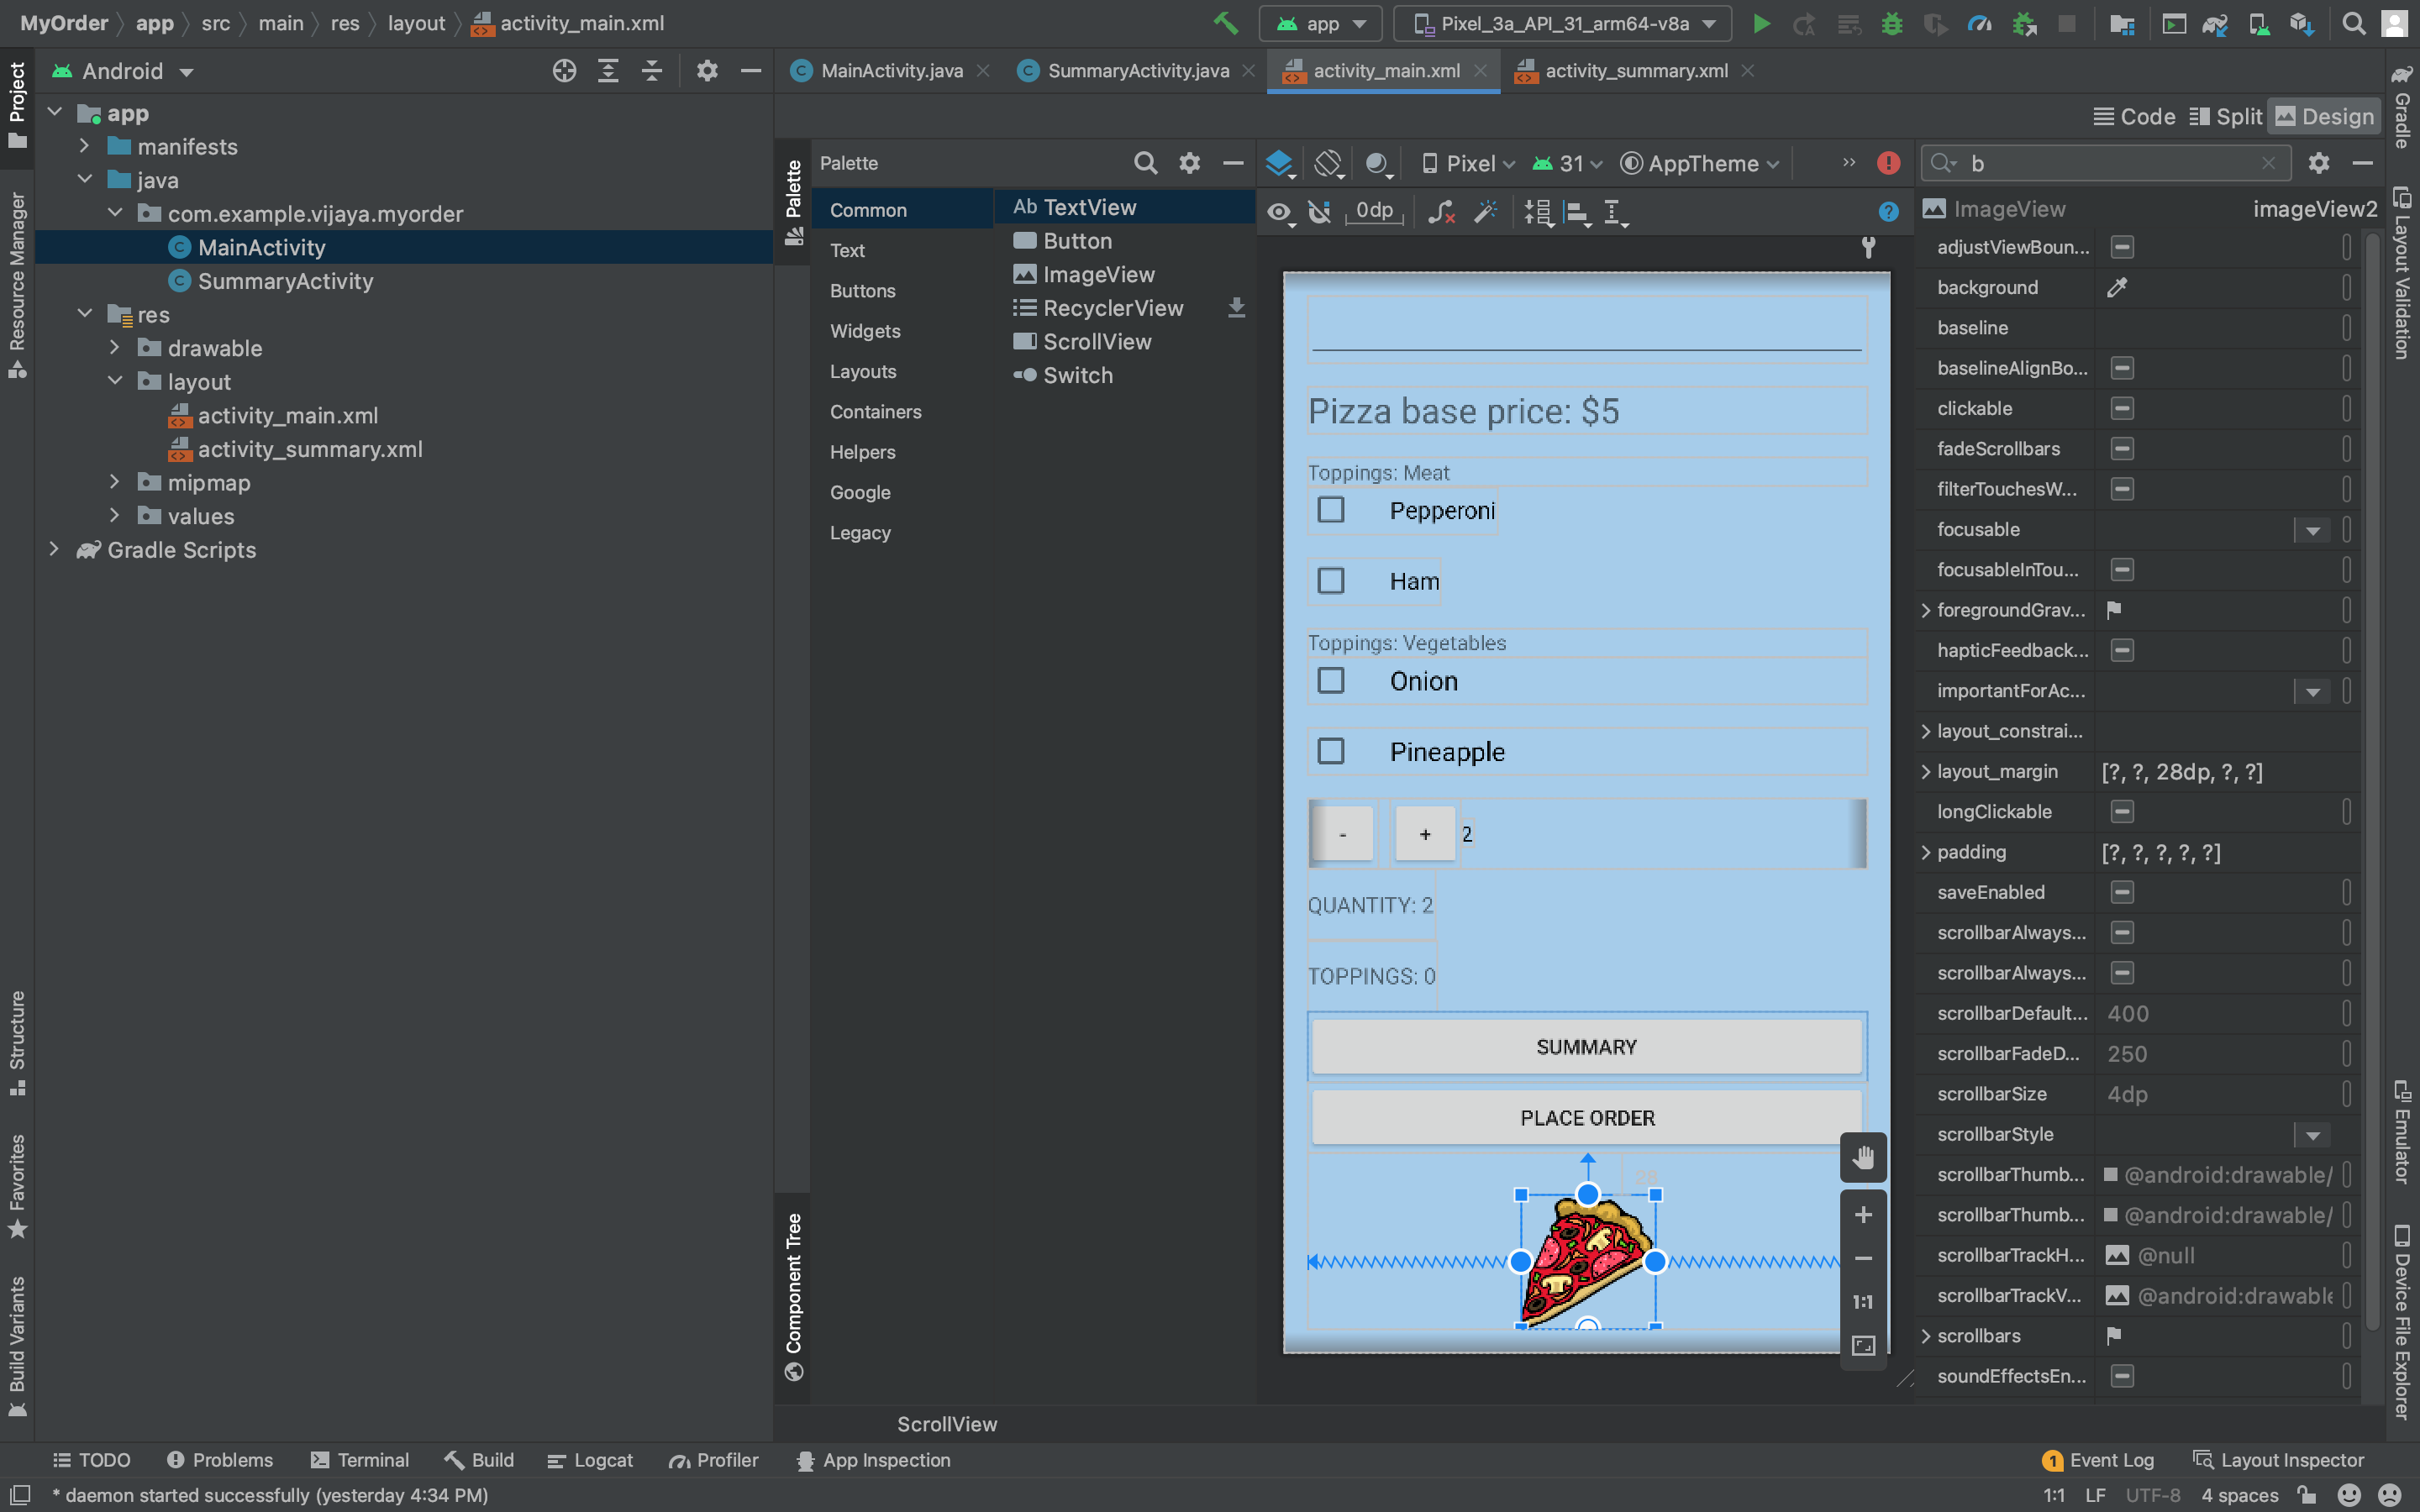 MyOrder app src main res layout activity_main.xml
app Pixel_3a_API_31_arm64-v8a
Project
Android
MainActivity.java SummaryActivity.java activity_main.xml activity_summary.xml
Gradle
app
Code Split Design
manifests
Palette
Palette
Pixel 31 AppTheme
b
java
Common
Ab TextView
0dp
ImageView imageView2
com.example.vijaya.myorder
MainActivity
SummaryActivity
res
drawable
layout
activity_main.xml
activity_summary.xml
mipmap
values
Gradle Scripts
Resource Manager
Structure
Favorites
Build Variants
Text
Buttons
Widgets
Layouts
Containers
Helpers
Google
Legacy
Button
ImageView
RecyclerView
ScrollView
Switch
Component Tree
Pizza base price: $5
Toppings: Meat
Pepperoni
Ham
Toppings: Vegetables
Onion
Pineapple
- + 2
QUANTITY: 2
TOPPINGS: 0
SUMMARY
PLACE ORDER
28
1:1
adjustViewBoun...
background
baseline
baselineAlignBo...
clickable
fadeScrollbars
filterTouchesW...
focusable
focusableInTou...
foregroundGrav...
hapticFeedback...
importantForAc...
layout_constrai...
layout_margin [?, ?, 28dp, ?, ?]
longClickable
padding [?, ?, ?, ?, ?]
saveEnabled
scrollbarAlways...
scrollbarAlways...
scrollbarDefault... 400
scrollbarFadeD... 250
scrollbarSize 4dp
scrollbarStyle
scrollbarThumb... @android:drawable/
scrollbarThumb... @android:drawable/
scrollbarTrackH... @null
scrollbarTrackV... @android:drawable
scrollbars
soundEffectsEn...
Layout Validation
Emulator
Device File Explorer
ScrollView
TODO Problems Terminal Build Logcat Profiler App Inspection 1 Event Log Layout Inspector
* daemon started successfully (yesterday 4:34 PM) 1:1 LF UTF-8 4 spaces